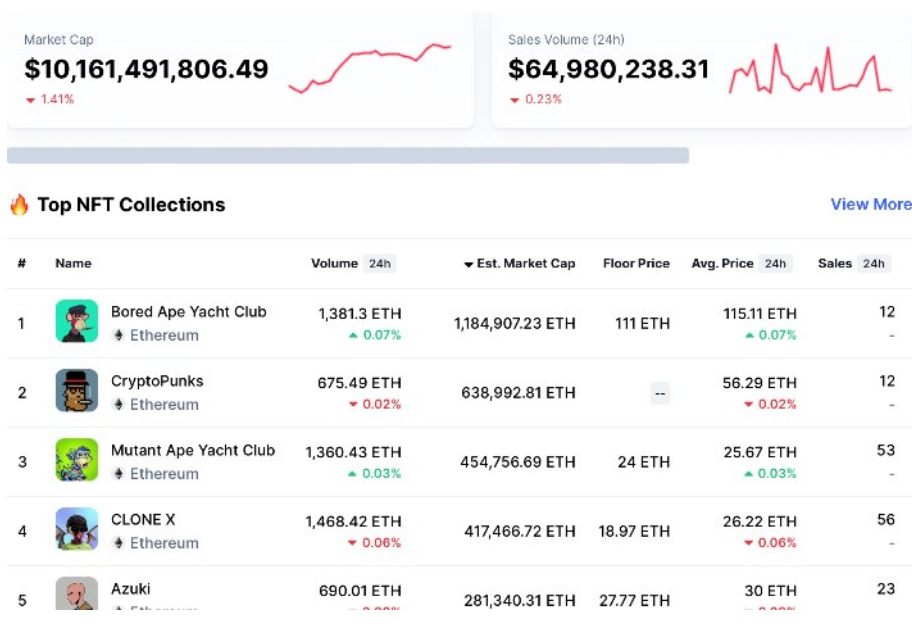 Market Cap
$10,161,491,806.49
1.41%
Sales Volume (24h)
$64,980,238.31
0.23%
Top NFT Collections
View More
# Name Volume 24h Est. Market Cap Floor Price Avg. Price 24h Sales 24h
1 Bored Ape Yacht Club 1,381.3 ETH 1,184,907.23 ETH 111 ETH 115.11 ETH 12
Ethereum 0.07% 0.07% -
2 CryptoPunks 675.49 ETH 638,992.81 ETH -- 56.29 ETH 12
Ethereum 0.02% 0.02% -
3 Mutant Ape Yacht Club 1,360.43 ETH 454,756.69 ETH 24 ETH 25.67 ETH 53
Ethereum 0.03% 0.03% -
4 CLONE X 1,468.42 ETH 417,466.72 ETH 18.97 ETH 26.22 ETH 56
Ethereum 0.06% 0.06% -
5 Azuki 690.01 ETH 281,340.31 ETH 27.77 ETH 30 ETH 23